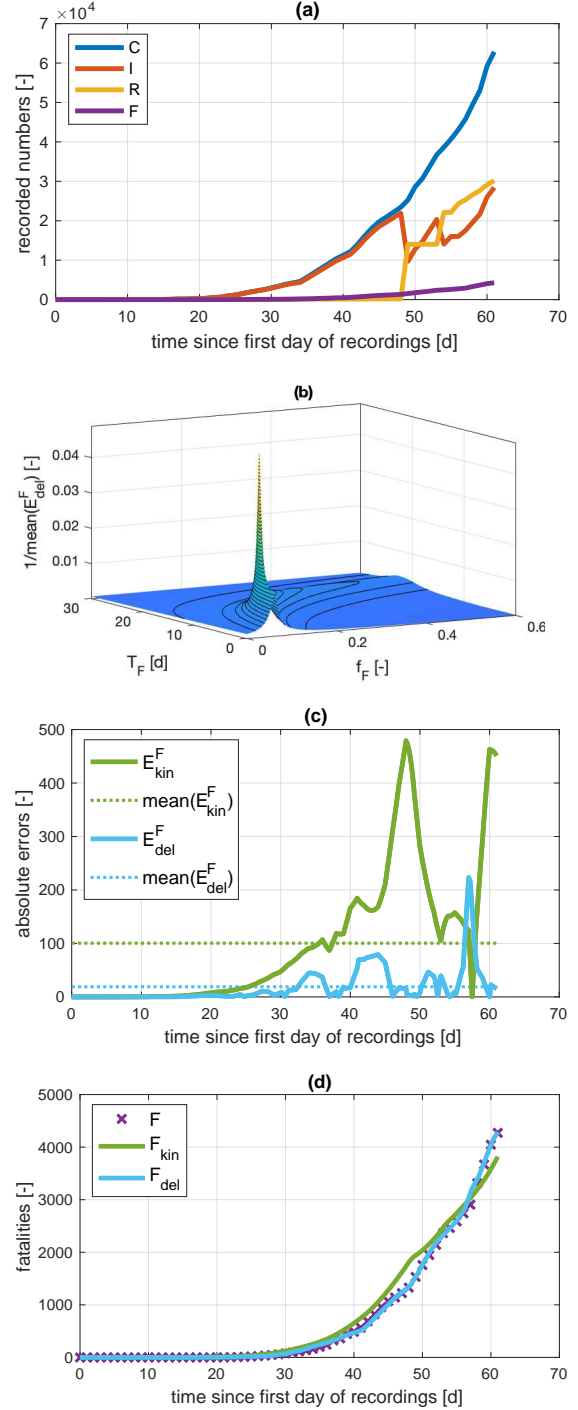 (a)
×10⁴
7
6
5
4
3
2
1
0
recorded numbers [-]
C
I
R
F
0 10 20 30 40 50 60 70
time since first day of recordings [d]
(b)
0.04
0.03
0.02
0.01
1/mean(E^F_del) [-]
30
20
10
0
T_F [d]
0
0.2
0.4
0.6
f_F [-]
(c)
500
400
300
200
100
0
absolute errors [-]
E^F_kin
mean(E^F_kin)
E^F_del
mean(E^F_del)
0 10 20 30 40 50 60 70
time since first day of recordings [d]
(d)
5000
4000
3000
2000
1000
0
fatalities [-]
F
F_kin
F_del
0 10 20 30 40 50 60 70
time since first day of recordings [d]